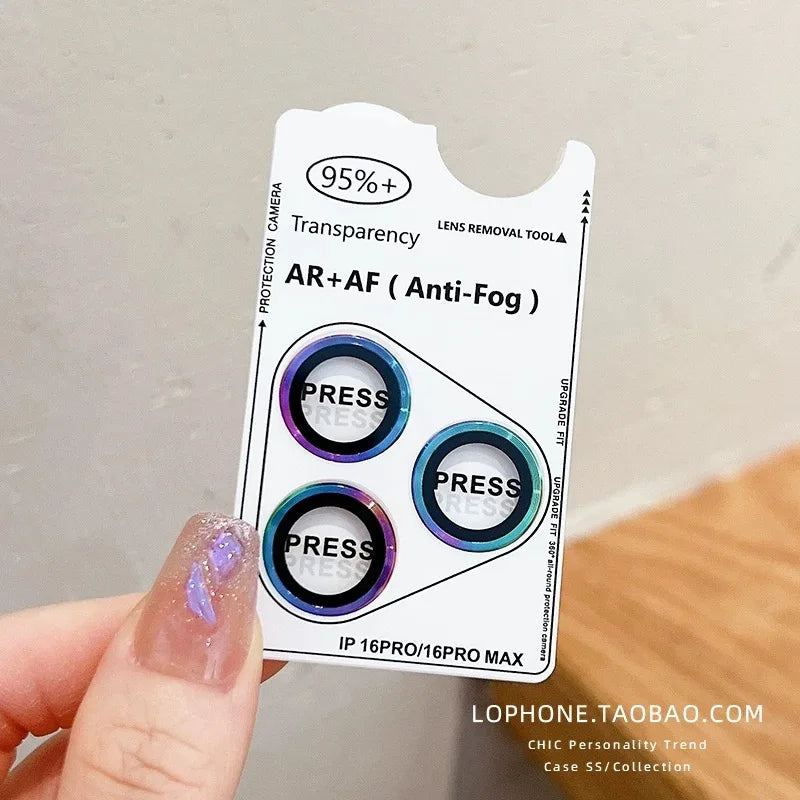 95%+
Transparency
LENS REMOVAL TOOL▲
AR+AF ( Anti-Fog )
PROTECTION CAMERA
PRESS
PRESS
PRESS
UPGRADE FIT
UPGRADE FIT 360° all-round protection camera
IP 16PRO/16PRO MAX
LOPHONE.TAOBAO.COM
CHIC Personality Trend
Case SS/Collection